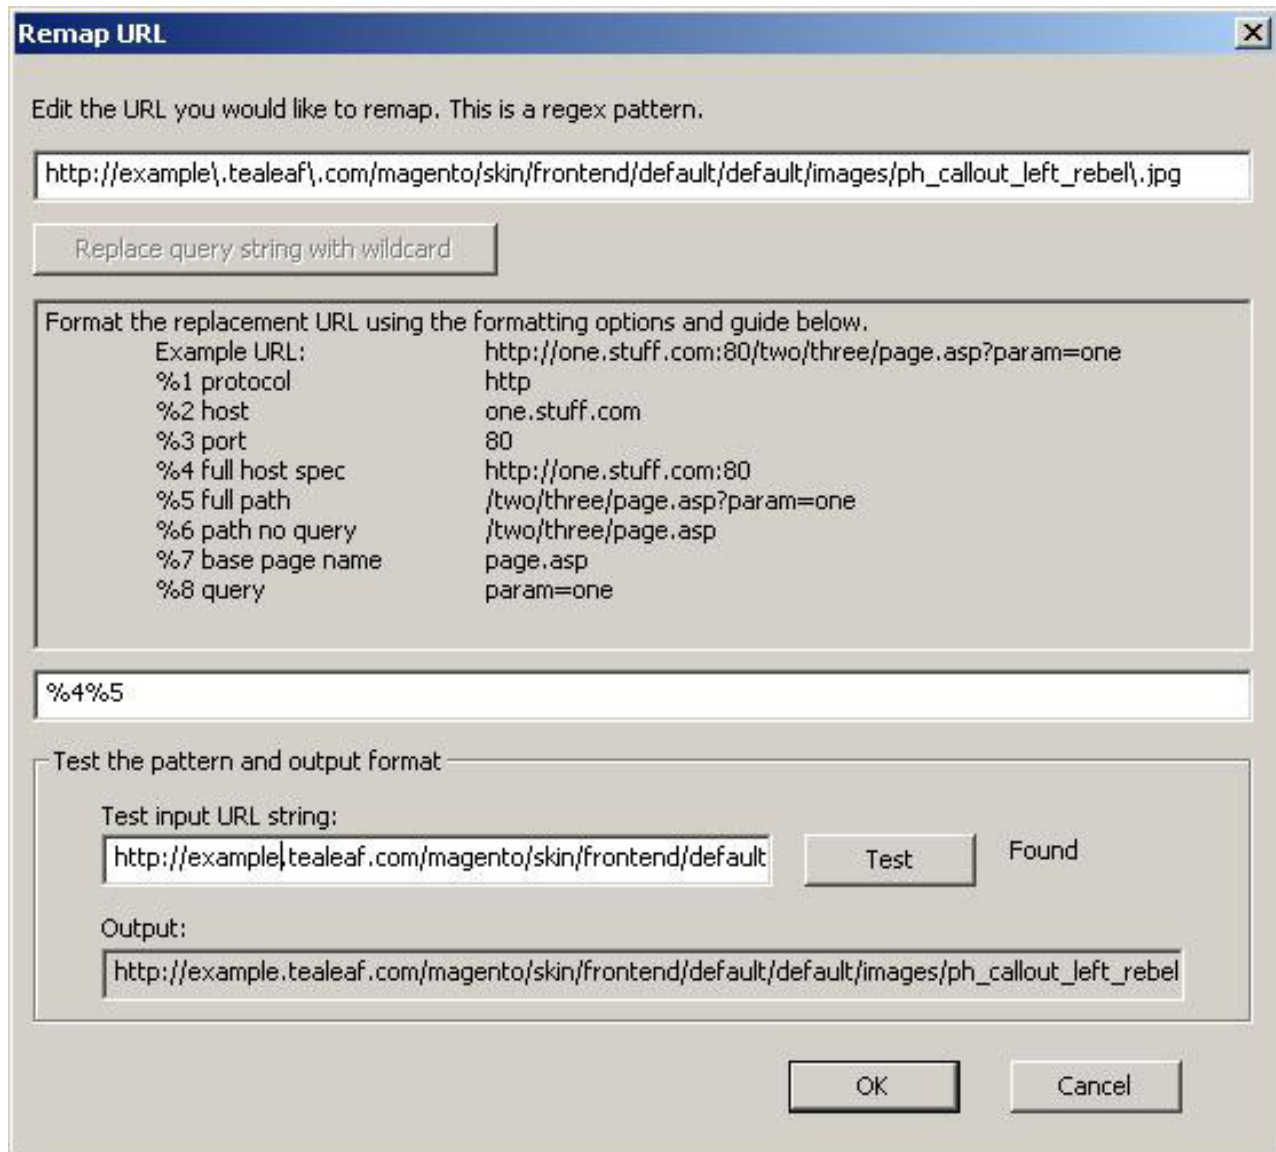 Remap URL
Edit the URL you would like to remap. This is a regex pattern.
http://example\.tealeaf\.com/magento/skin/frontend/default/default/images/ph_callout_left_rebel\.jpg
Replace query string with wildcard
Format the replacement URL using the formatting options and guide below.
Example URL: http://one.stuff.com:80/two/three/page.asp?param=one
%1 protocol http
%2 host one.stuff.com
%3 port 80
%4 full host spec http://one.stuff.com:80
%5 full path /two/three/page.asp?param=one
%6 path no query /two/three/page.asp
%7 base page name page.asp
%8 query param=one
%4%5
Test the pattern and output format
Test input URL string:
http://example.tealeaf.com/magento/skin/frontend/default Test Found
Output:
http://example.tealeaf.com/magento/skin/frontend/default/default/images/ph_callout_left_rebel
OK Cancel